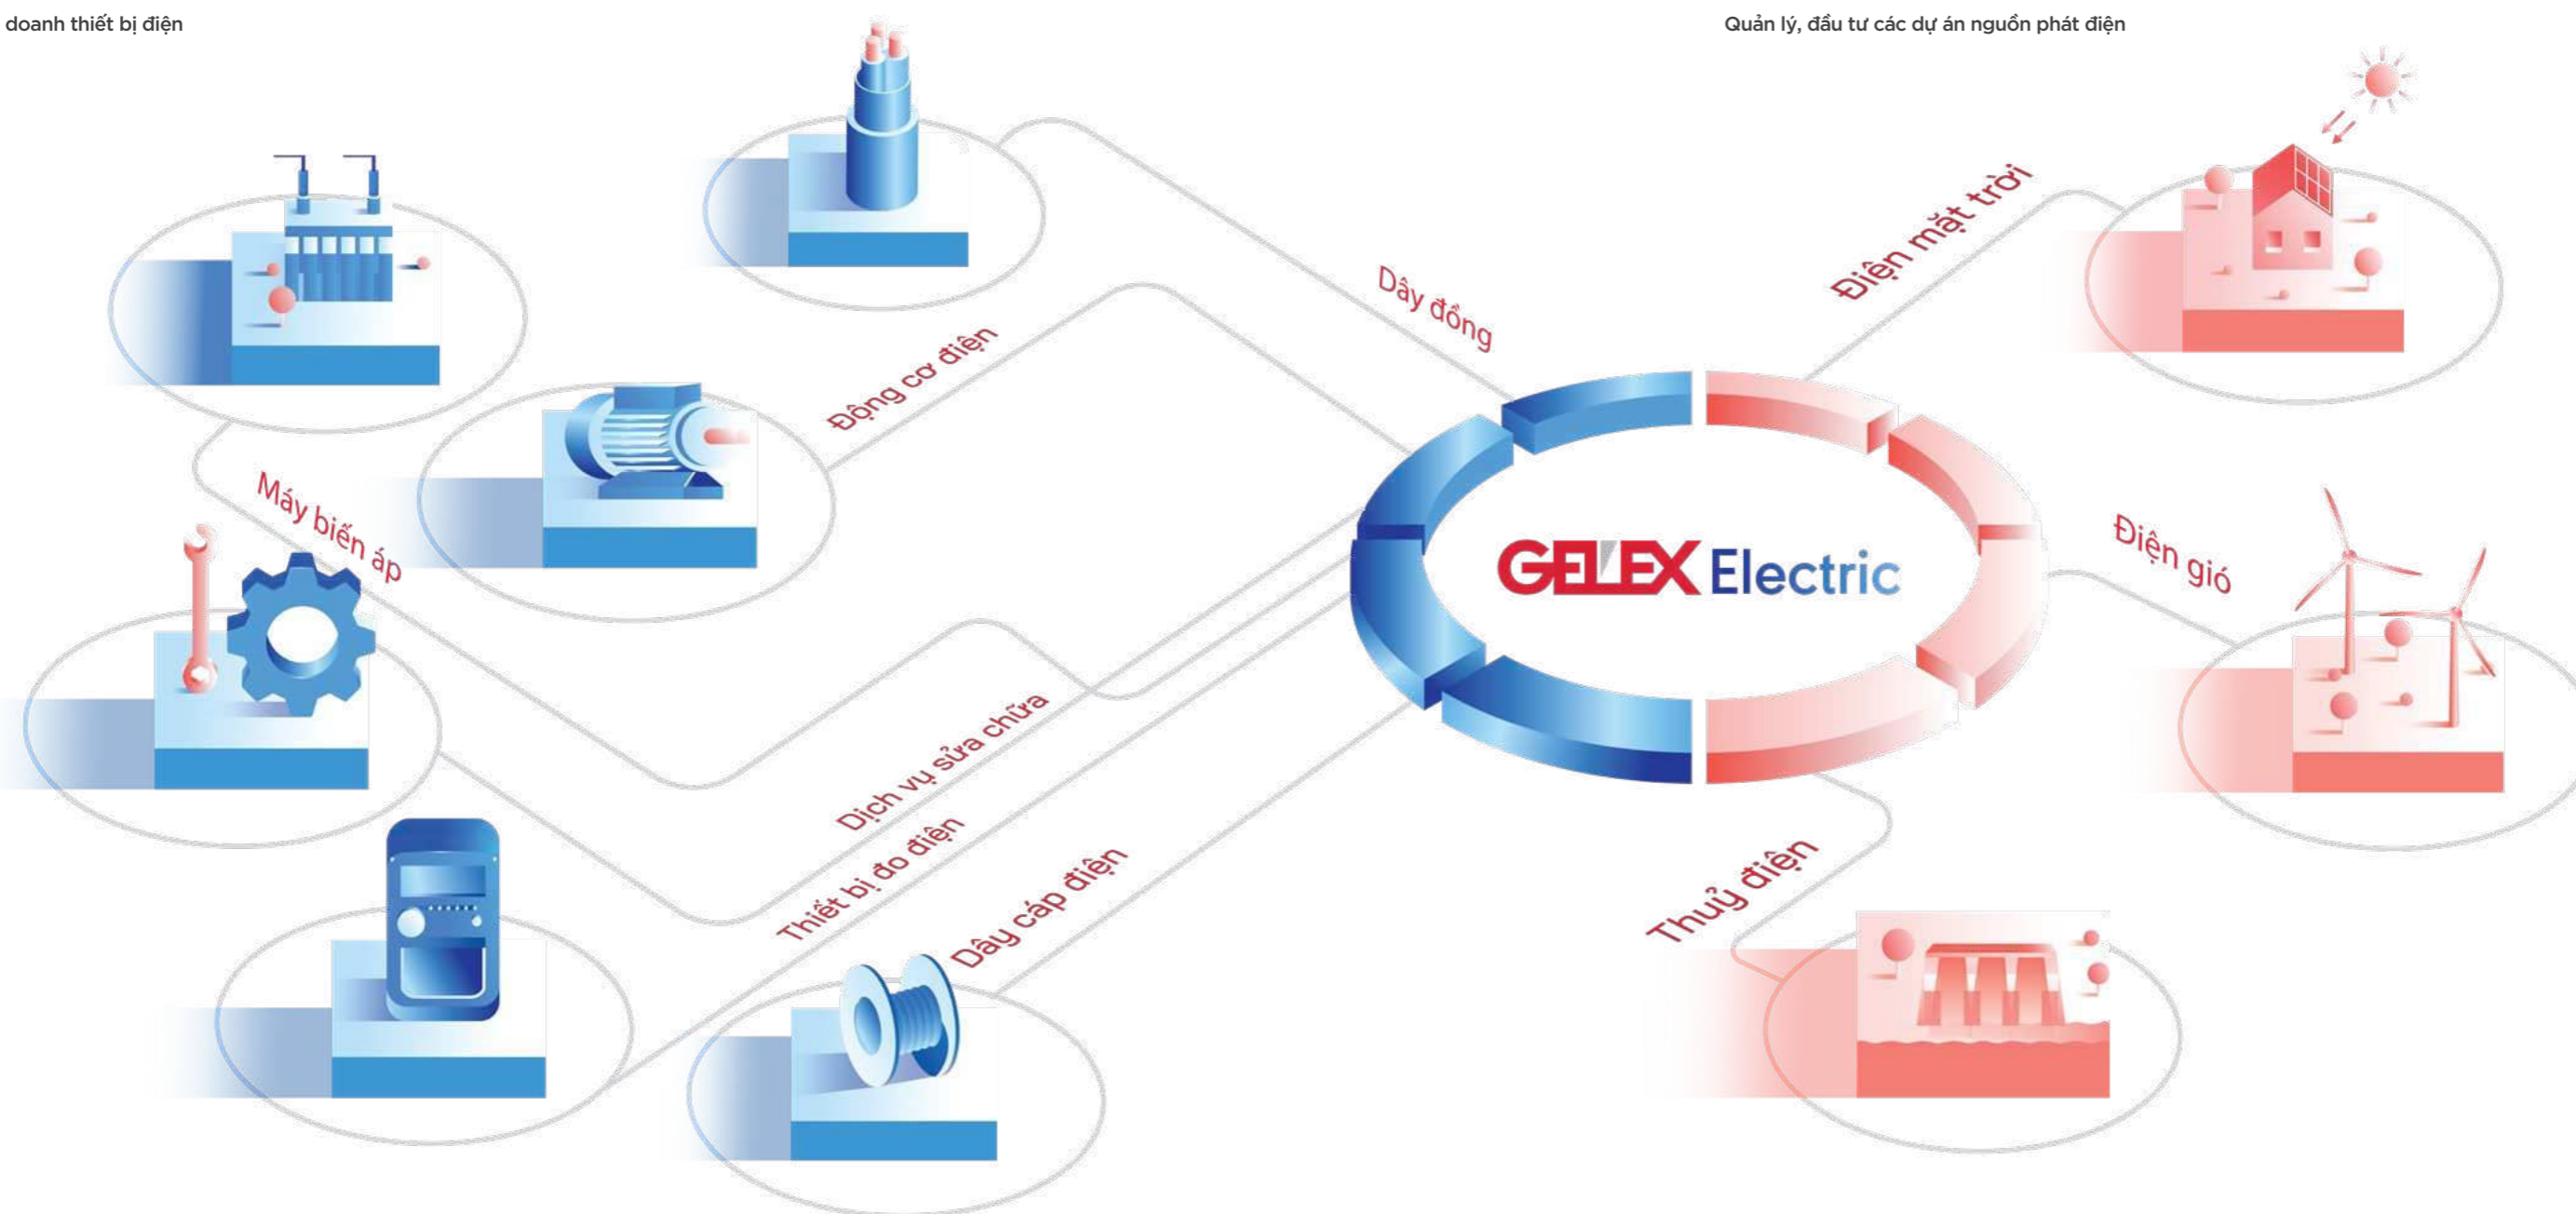 doanh thiết bị điện
Quản lý, đầu tư các dự án nguồn phát điện
Dây đồng
Điện mặt trời
Động cơ điện
Máy biến áp
GELEX Electric
Điện gió
Dịch vụ sửa chữa
Thiết bị đo điện
Dây cáp điện
Thuỷ điện